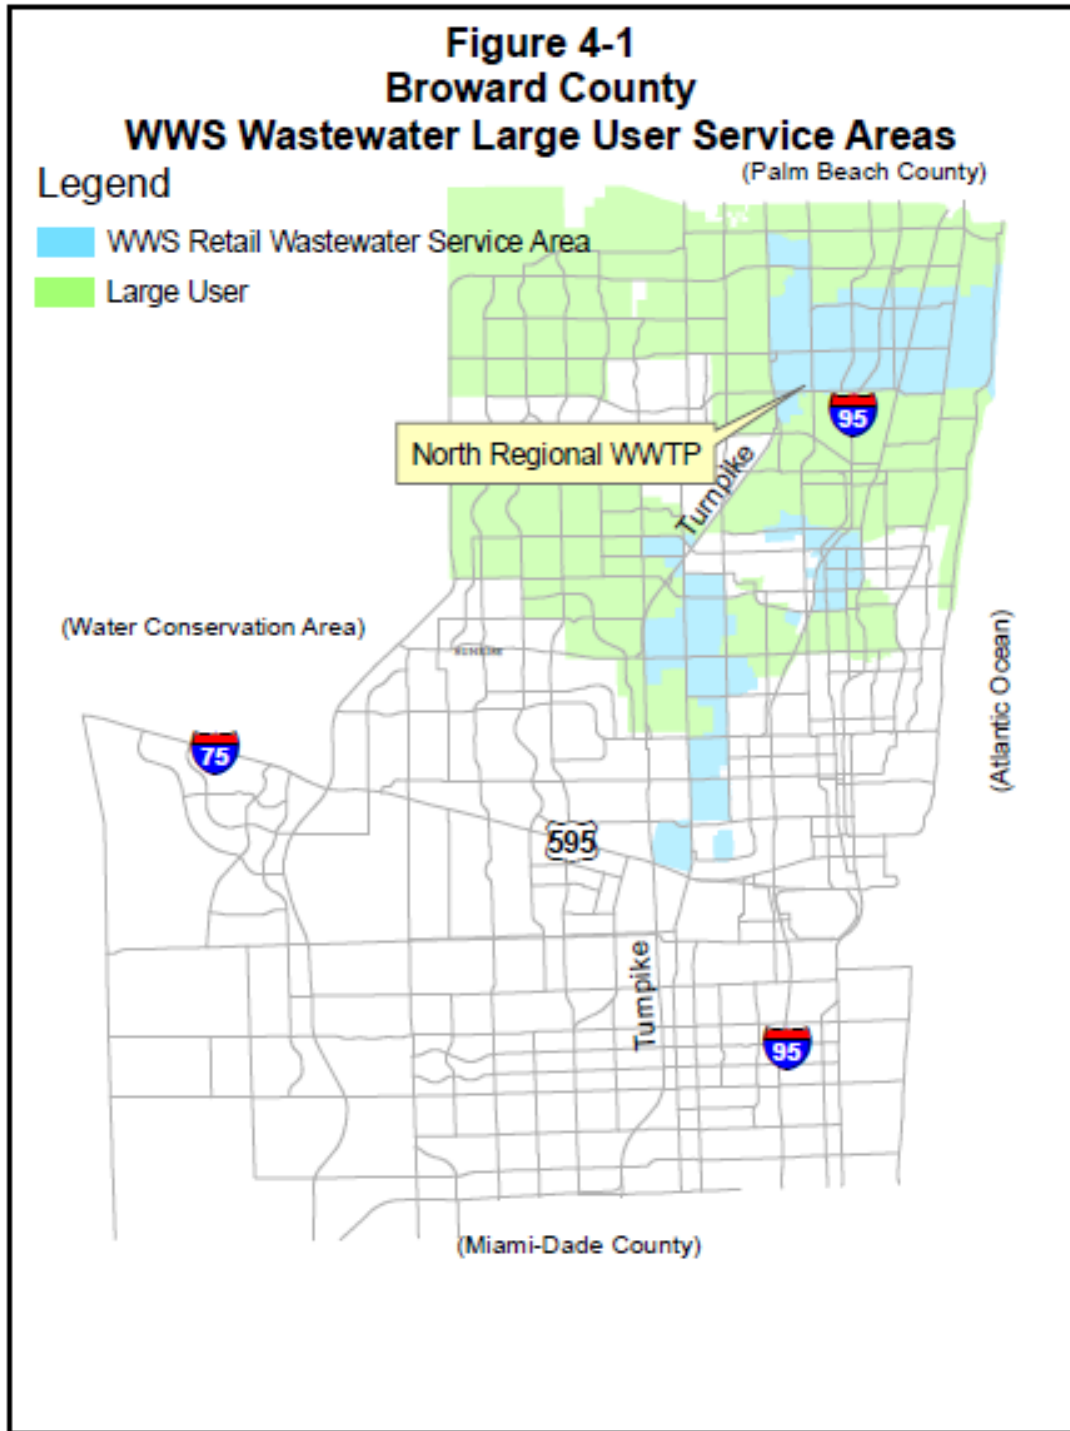 Figure 4-1
Broward County
WWS Wastewater Large User Service Areas
(Palm Beach County)
Legend
WWS Retail Wastewater Service Area
Large User
95
North Regional WWTP
Turnpike
(Water Conservation Area)
(Atlantic Ocean)
75
595
Turnpike
95
(Miami-Dade County)